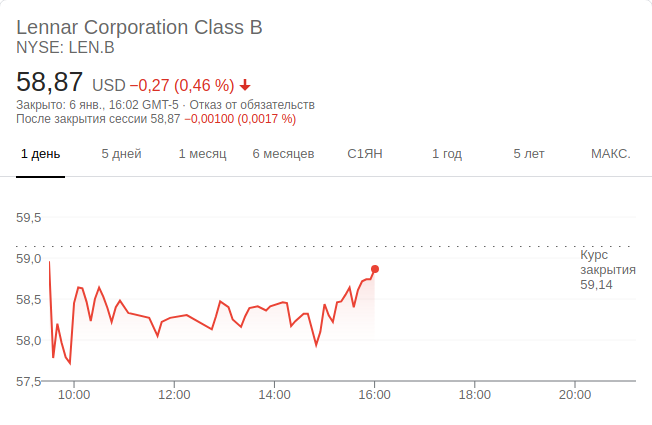 Lennar Corporation Class B
NYSE: LEN.B
58,87 USD −0,27 (0,46 %)
Закрыто: 6 янв., 16:02 GMT-5 · Отказ от обязательств
После закрытия сессии 58,87 −0,00100 (0,0017 %)
1 день 5 дней 1 месяц 6 месяцев С1ЯН 1 год 5 лет МАКС.
59,5
Курс
59,0
закрытия
59,14
58,5
58,0
57,5
10:00 12:00 14:00 16:00 18:00 20:00